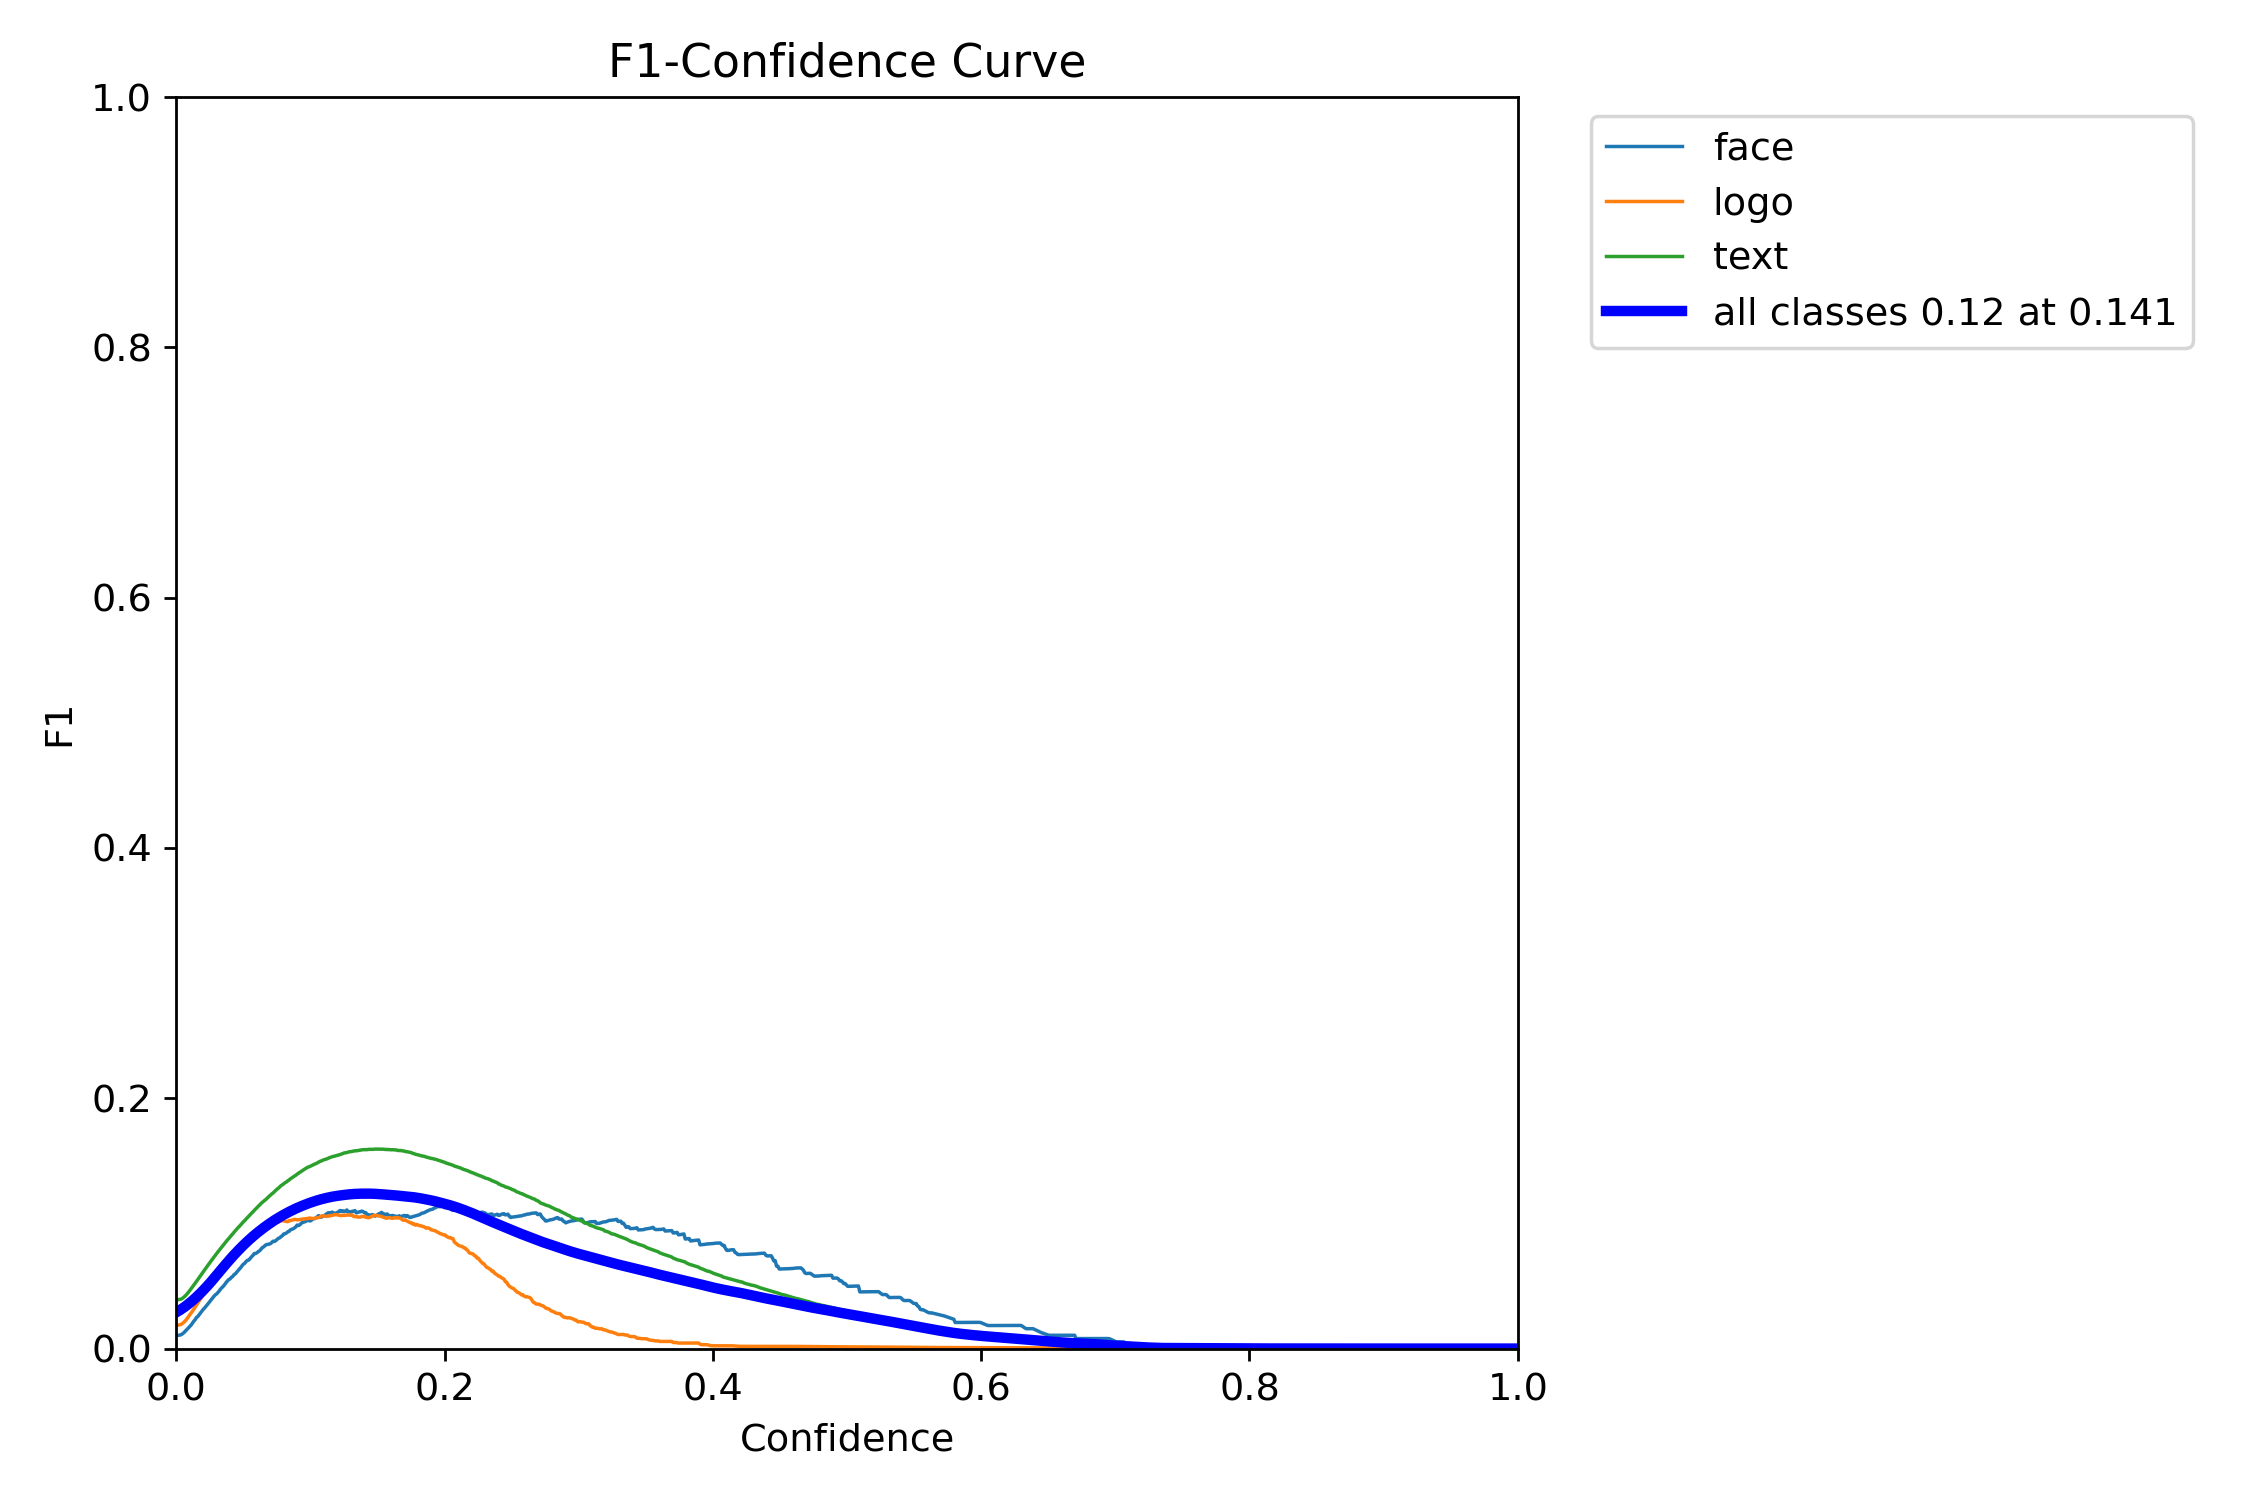 F1-Confidence Curve
1.0
0.8
0.6
0.4
0.2
0.0
F1
0.0 0.2 0.4 0.6 0.8 1.0
Confidence
face
logo
text
all classes 0.12 at 0.141